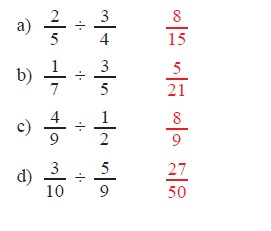 a) 2/5 ÷ 3/4 8/15
b) 1/7 ÷ 3/5 5/21
c) 4/9 ÷ 1/2 8/9
d) 3/10 ÷ 5/9 27/50